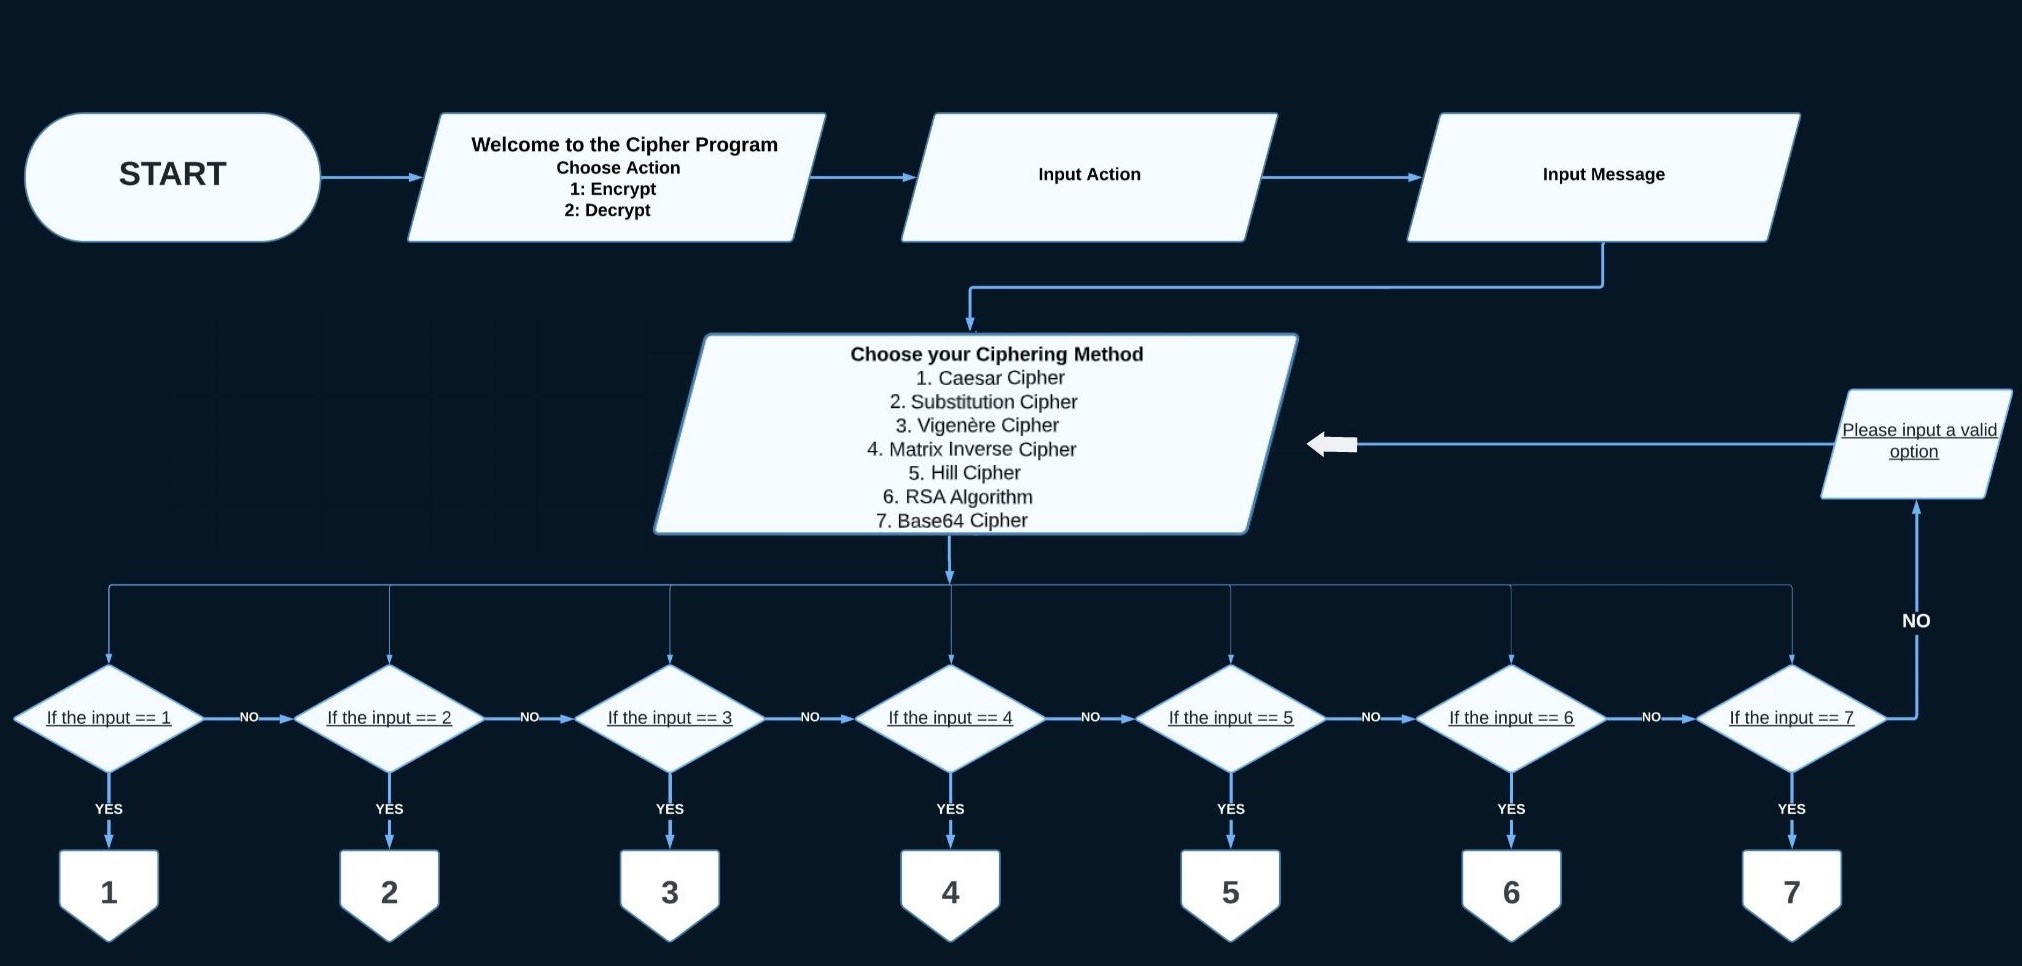 START
Welcome to the Cipher Program
Choose Action
1: Encrypt
2: Decrypt
Input Action
Input Message
Choose your Ciphering Method
1. Caesar Cipher
2. Substitution Cipher
3. Vigenère Cipher
4. Matrix Inverse Cipher
5. Hill Cipher
6. RSA Algorithm
7. Base64 Cipher
Please input a valid
option
NO
If the input == 1
NO
If the input == 2
NO
If the input == 3
NO
If the input == 4
NO
If the input == 5
NO
If the input == 6
NO
If the input == 7
YES
YES
YES
YES
YES
YES
YES
1
2
3
4
5
6
7